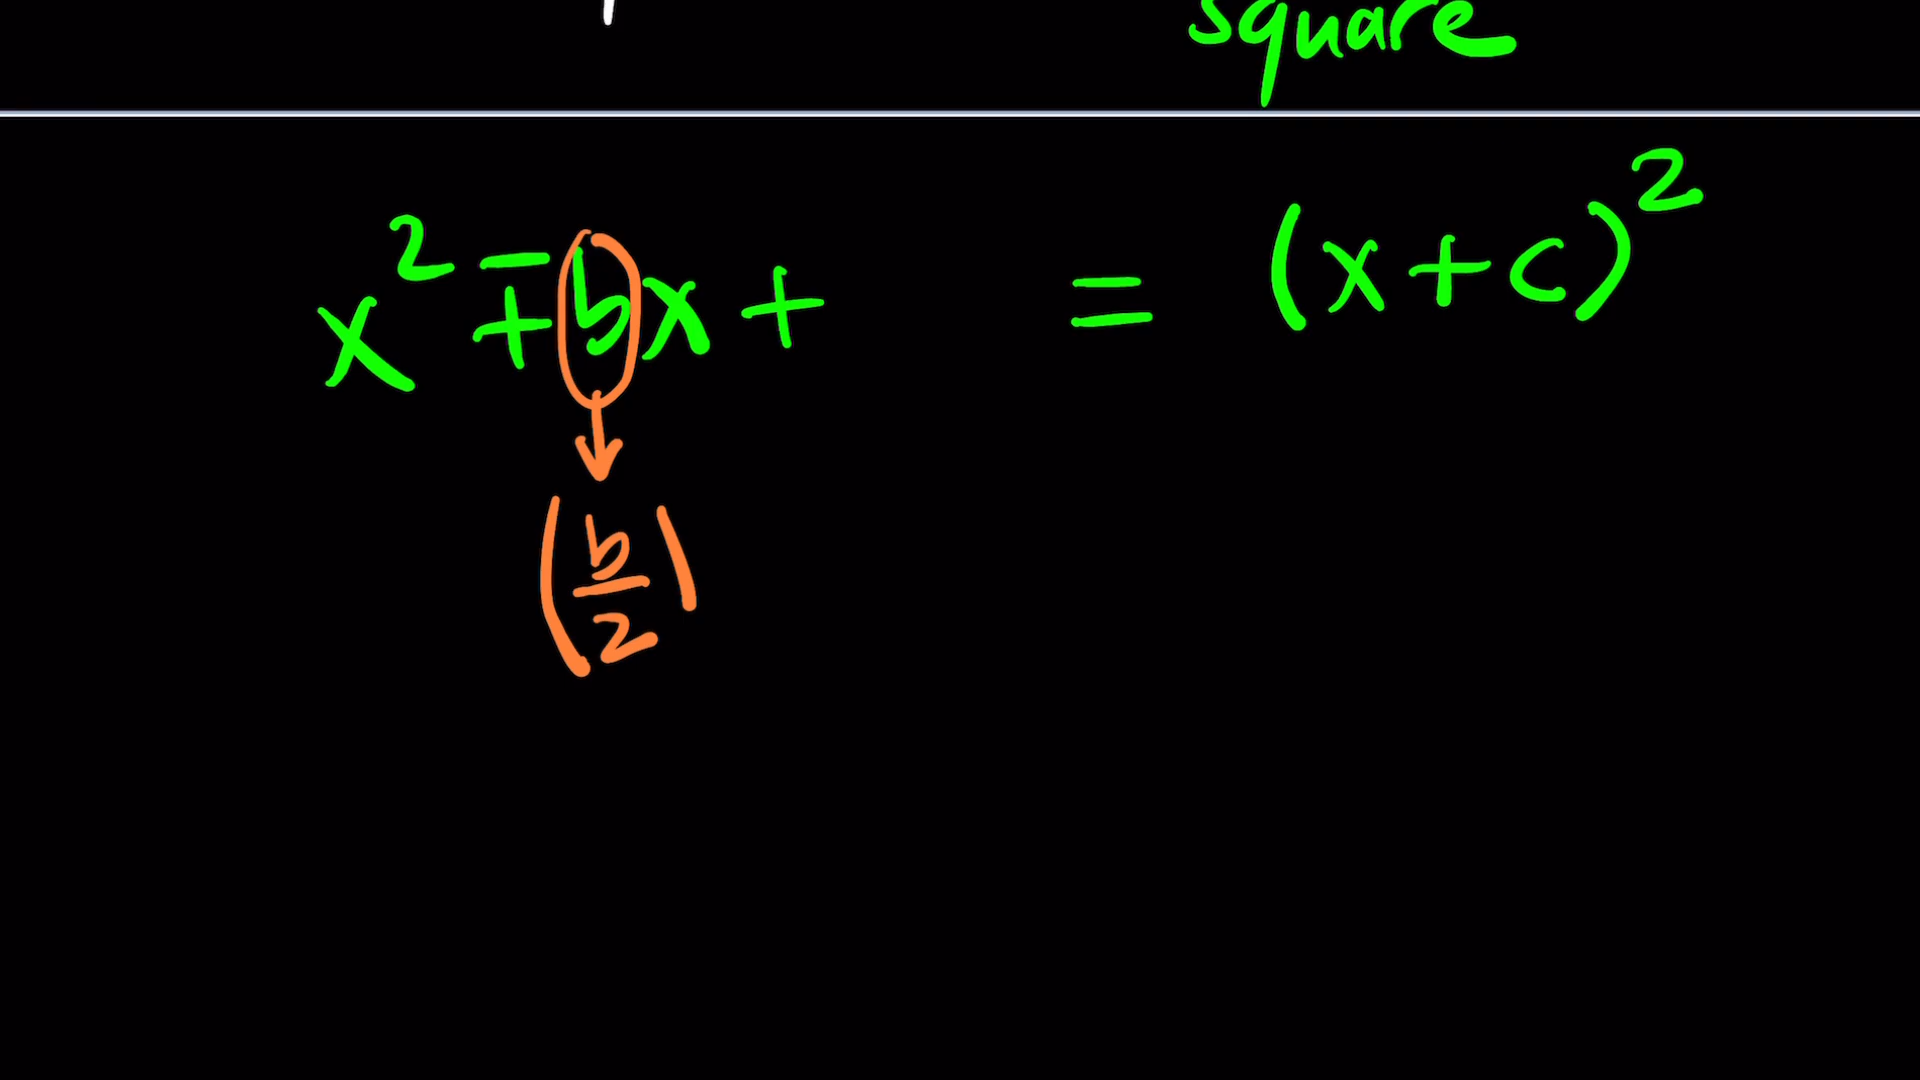 square
x² ∓bx + = (x+c)²
(b/2)